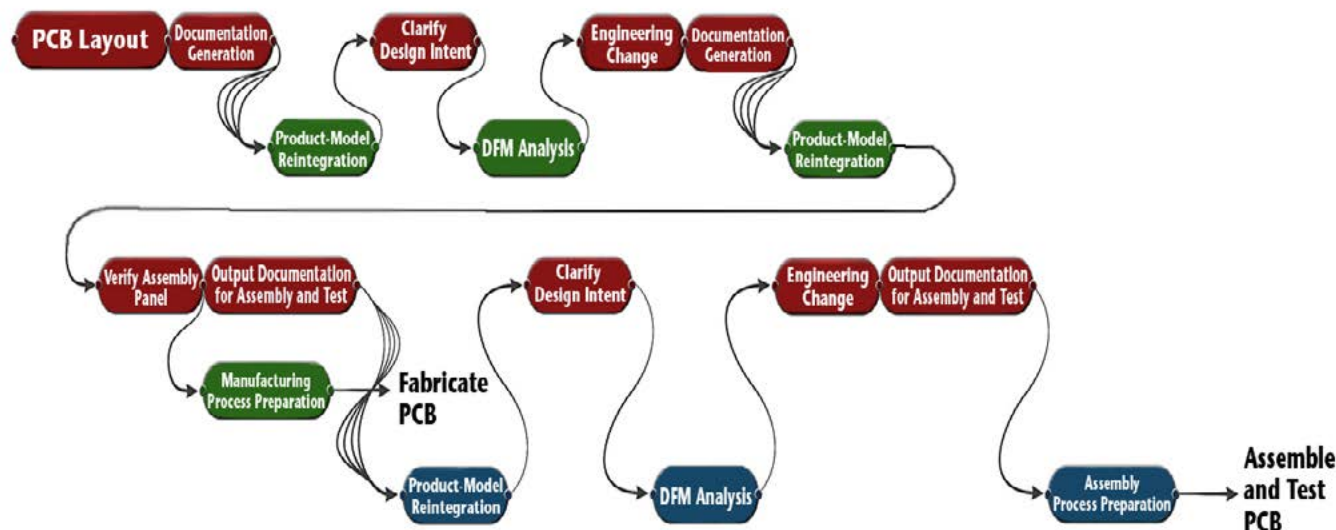 PCB Layout
Documentation
Generation
Clarify
Design Intent
Engineering
Change
Documentation
Generation
Product-Model
Reintegration
DFM Analysis
Product-Model
Reintegration
Verify Assembly
Panel
Output Documentation
for Assembly and Test
Clarify
Design Intent
Engineering
Change
Output Documentation
for Assembly and Test
Manufacturing
Process Preparation
Fabricate
PCB
Product-Model
Reintegration
DFM Analysis
Assembly
Process Preparation
Assemble
and Test
PCB